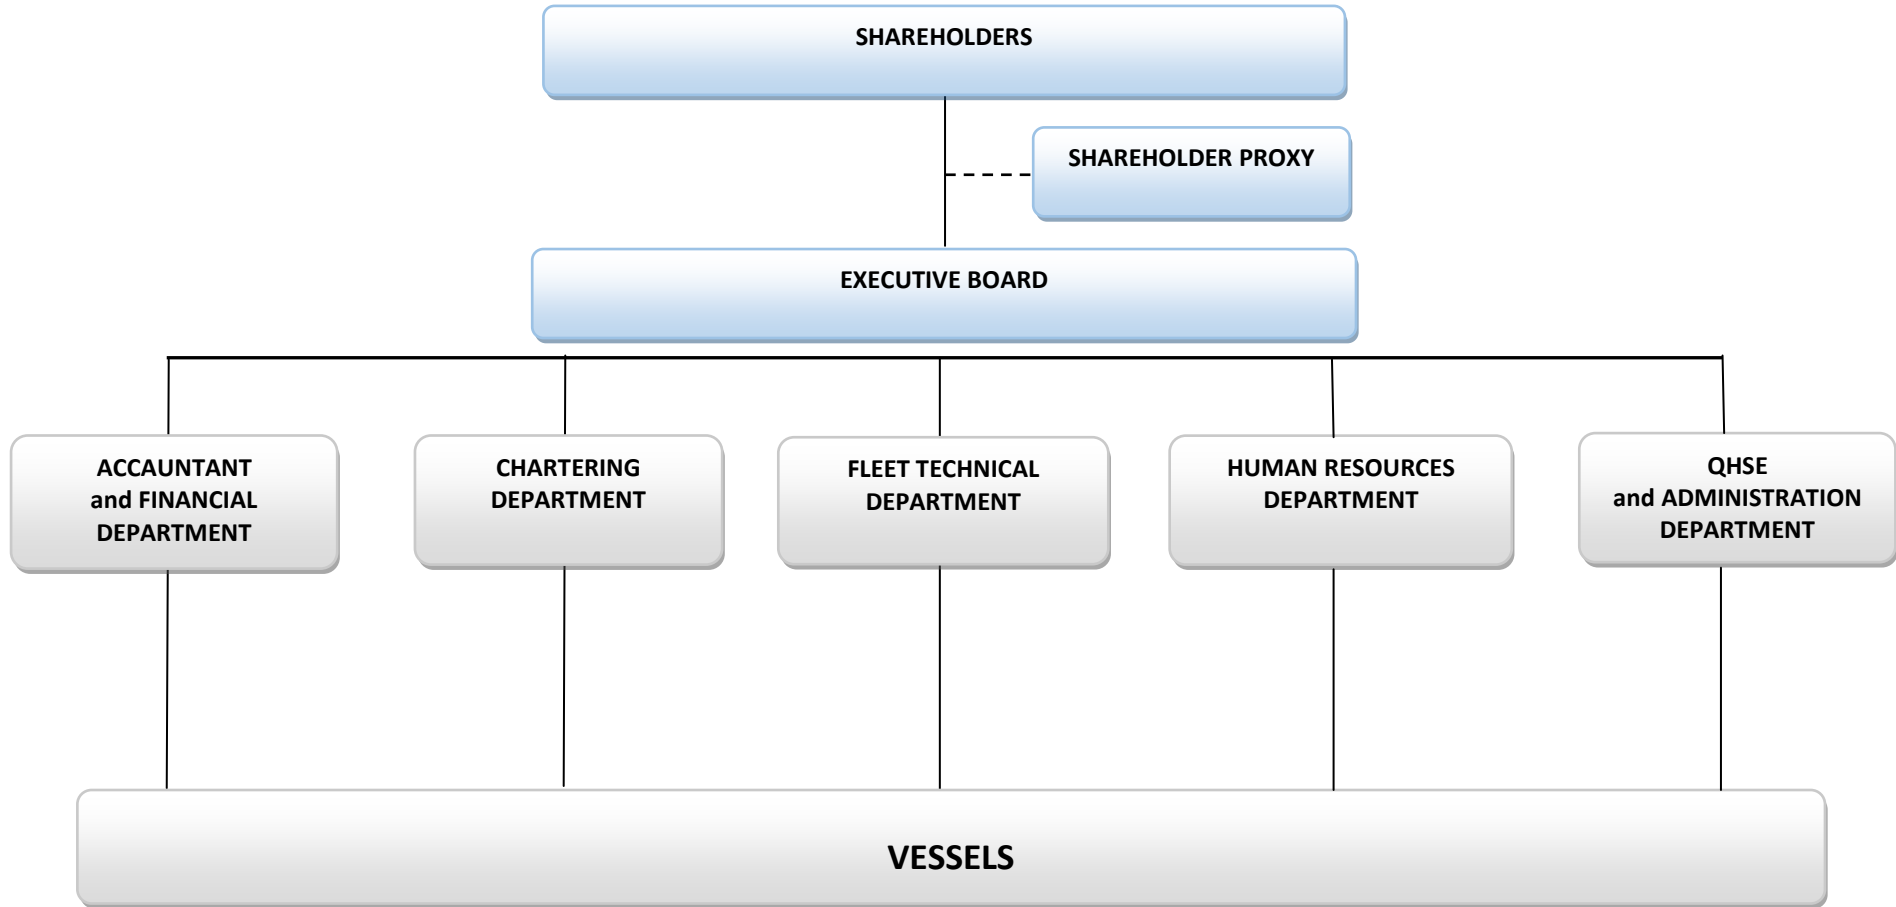 SHAREHOLDERS
SHAREHOLDER PROXY
EXECUTIVE BOARD
ACCAUNTANT
and FINANCIAL
DEPARTMENT
CHARTERING
DEPARTMENT
FLEET TECHNICAL
DEPARTMENT
HUMAN RESOURCES
DEPARTMENT
QHSE
and ADMINISTRATION
DEPARTMENT
VESSELS